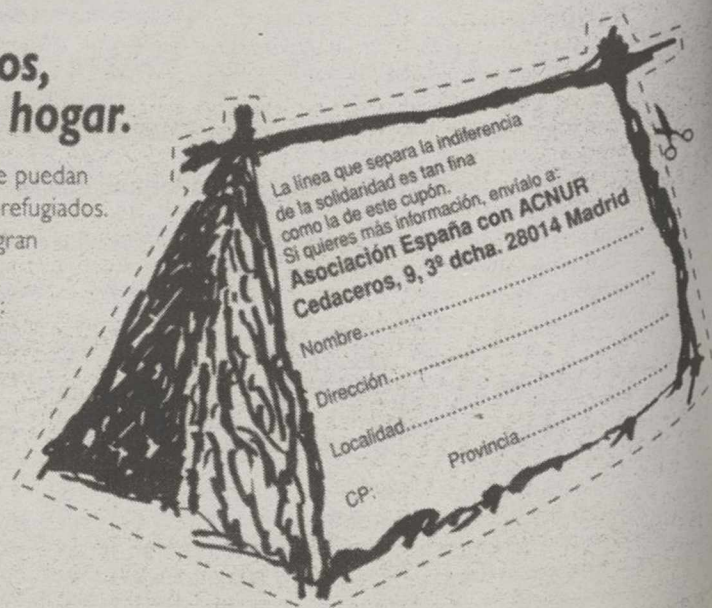 os,
hogar.
e puedan
refugiados.
gran
:
La línea que separa la indiferencia
de la solidaridad es tan fina
como la de este cupón.
Si quieres más información, envíalo a:
Asociación España con ACNUR
Cedaceros, 9, 3º dcha. 28014 Madrid
Nombre
Dirección
Localidad
Provincia
CP: